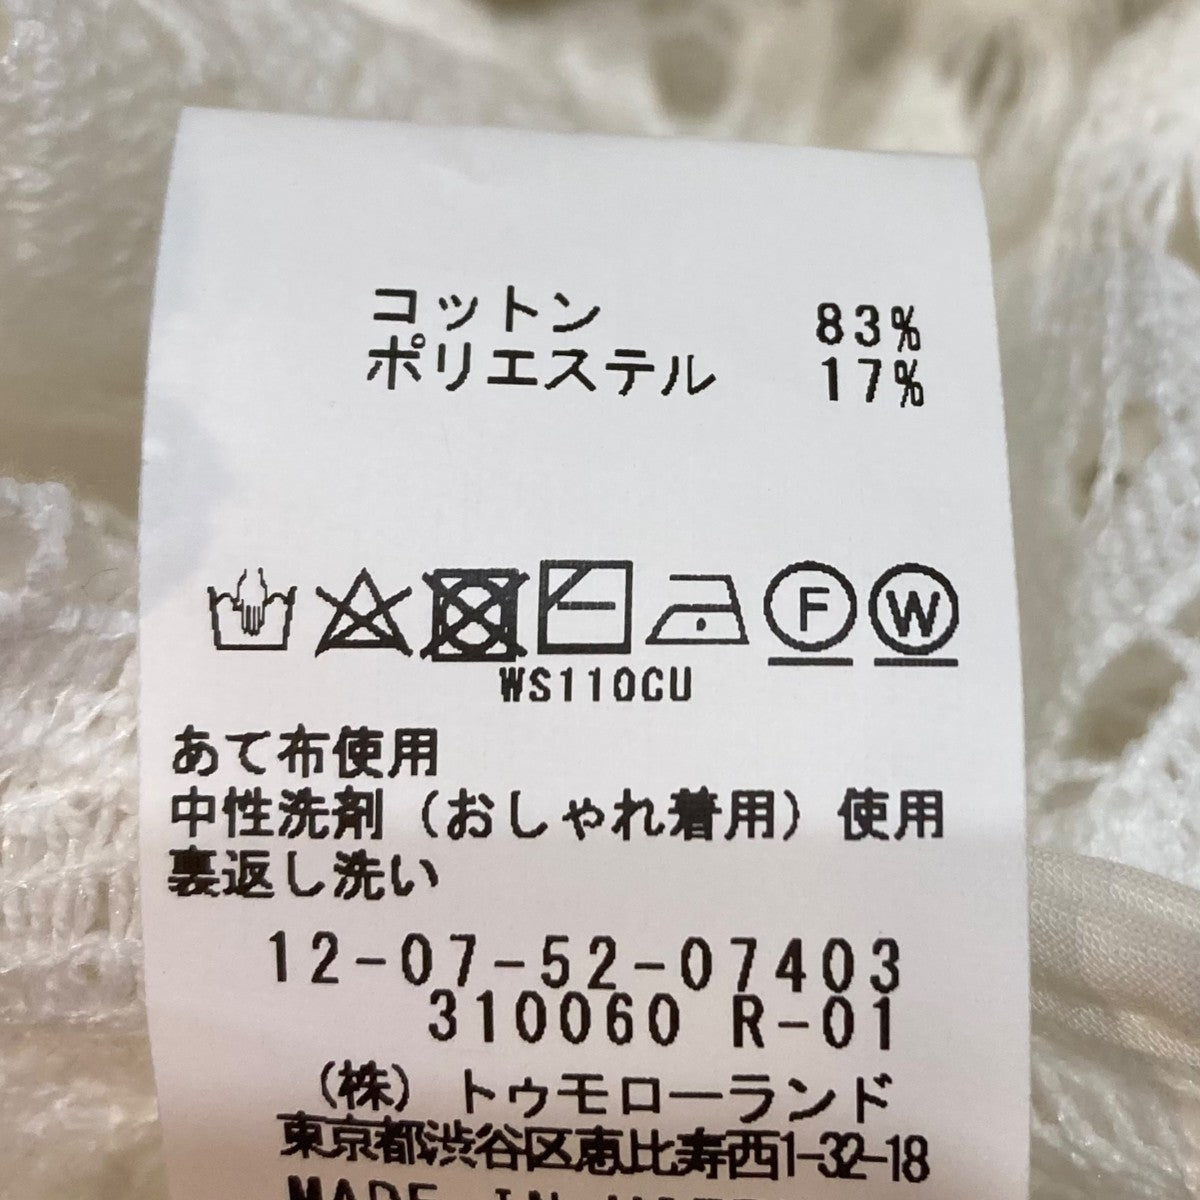 コットン 83%
ポリエステル 17%
F W
WS110CU
あて布使用
中性洗剤（おしゃれ着用）使用
裏返し洗い
12-07-52-07403
310060 R-01
（株）トゥモローランド
東京都渋谷区恵比寿西1-32-18
MADE IN